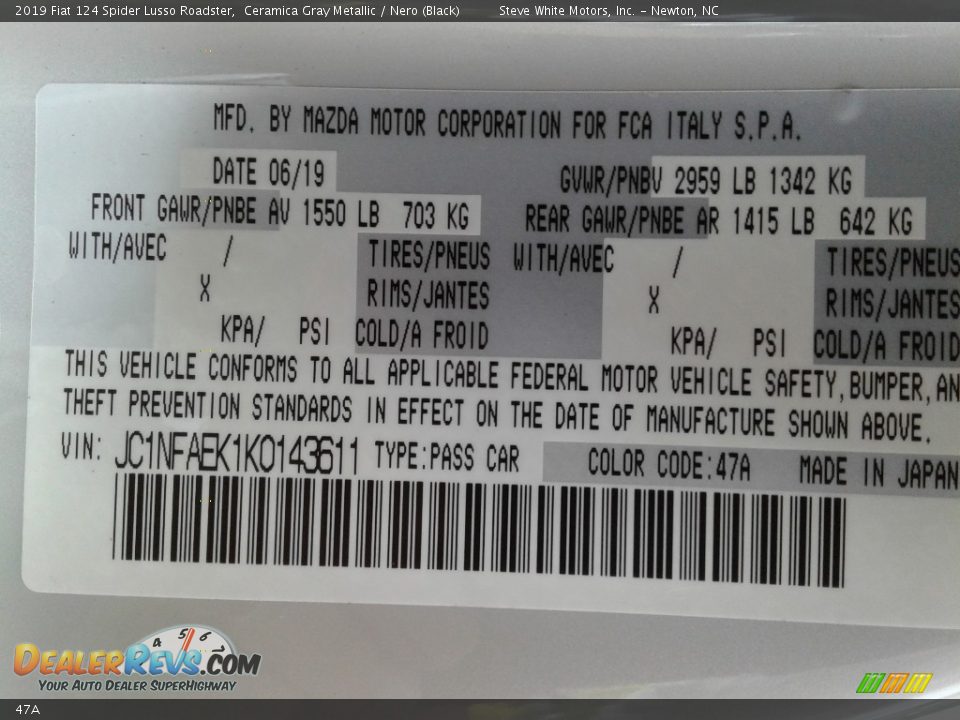 2019 Fiat 124 Spider Lusso Roadster,  Ceramica Gray Metallic / Nero (Black)  Steve White Motors, Inc. - Newton, NC
MFD. BY MAZDA MOTOR CORPORATION FOR FCA ITALY S.P.A.
DATE 06/19  GVWR/PNBV 2959 LB 1342 KG
FRONT GAWR/PNBE AV 1550 LB  703 KG  REAR GAWR/PNBE AR 1415 LB  642 KG
WITH/AVEC  /  TIRES/PNEUS  WITH/AVEC  /  TIRES/PNEUS
X  RIMS/JANTES  X  RIMS/JANTES
KPA/  PSI  COLD/A FROID  KPA/  PSI  COLD/A FROID
THIS VEHICLE CONFORMS TO ALL APPLICABLE FEDERAL MOTOR VEHICLE SAFETY,BUMPER,AN
THEFT PREVENTION STANDARDS IN EFFECT ON THE DATE OF MANUFACTURE SHOWN ABOVE.
VIN: JC1NFAEK1K0143611  TYPE:PASS CAR  COLOR CODE:47A  MADE IN JAPAN
4 5 6 7
DEALERREVS.COM
YOUR AUTO DEALER SUPERHIGHWAY
47A